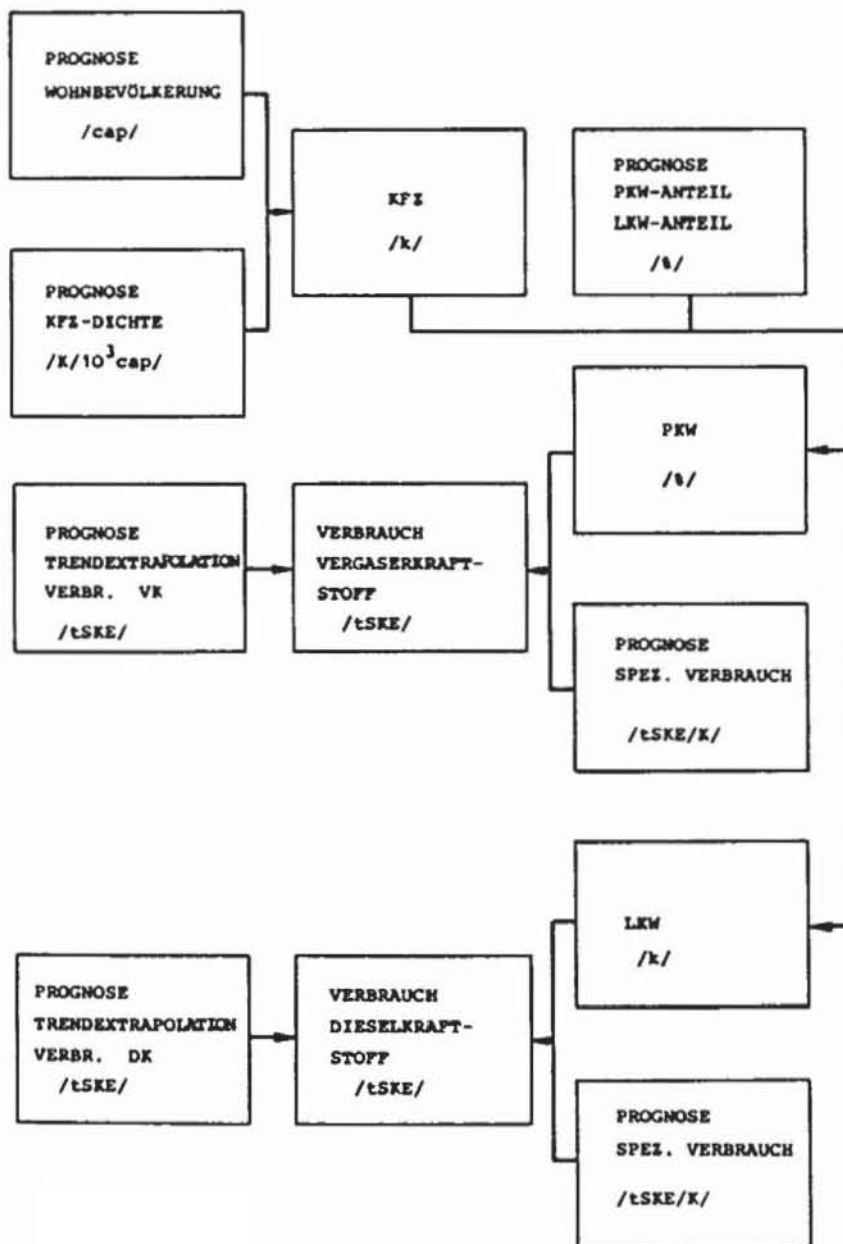 PROGNOSE
WOHNBEVÖLKERUNG
/cap/
PROGNOSE
KFZ-DICHTE
/K/10³cap/
KFZ
/k/
PROGNOSE
PKW-ANTEIL
LKW-ANTEIL
/%/
PKW
/%/
PROGNOSE
TRENDEXTRAPOLATION
VERBR. VK
/tSKE/
VERBRAUCH
VERGASERKRAFT-
STOFF
/tSKE/
PROGNOSE
SPEZ. VERBRAUCH
/tSKE/K/
LKW
/k/
PROGNOSE
TRENDEXTRAPOLATION
VERBR. DK
/tSKE/
VERBRAUCH
DIESELKRAFT-
STOFF
/tSKE/
PROGNOSE
SPEZ. VERBRAUCH
/tSKE/K/